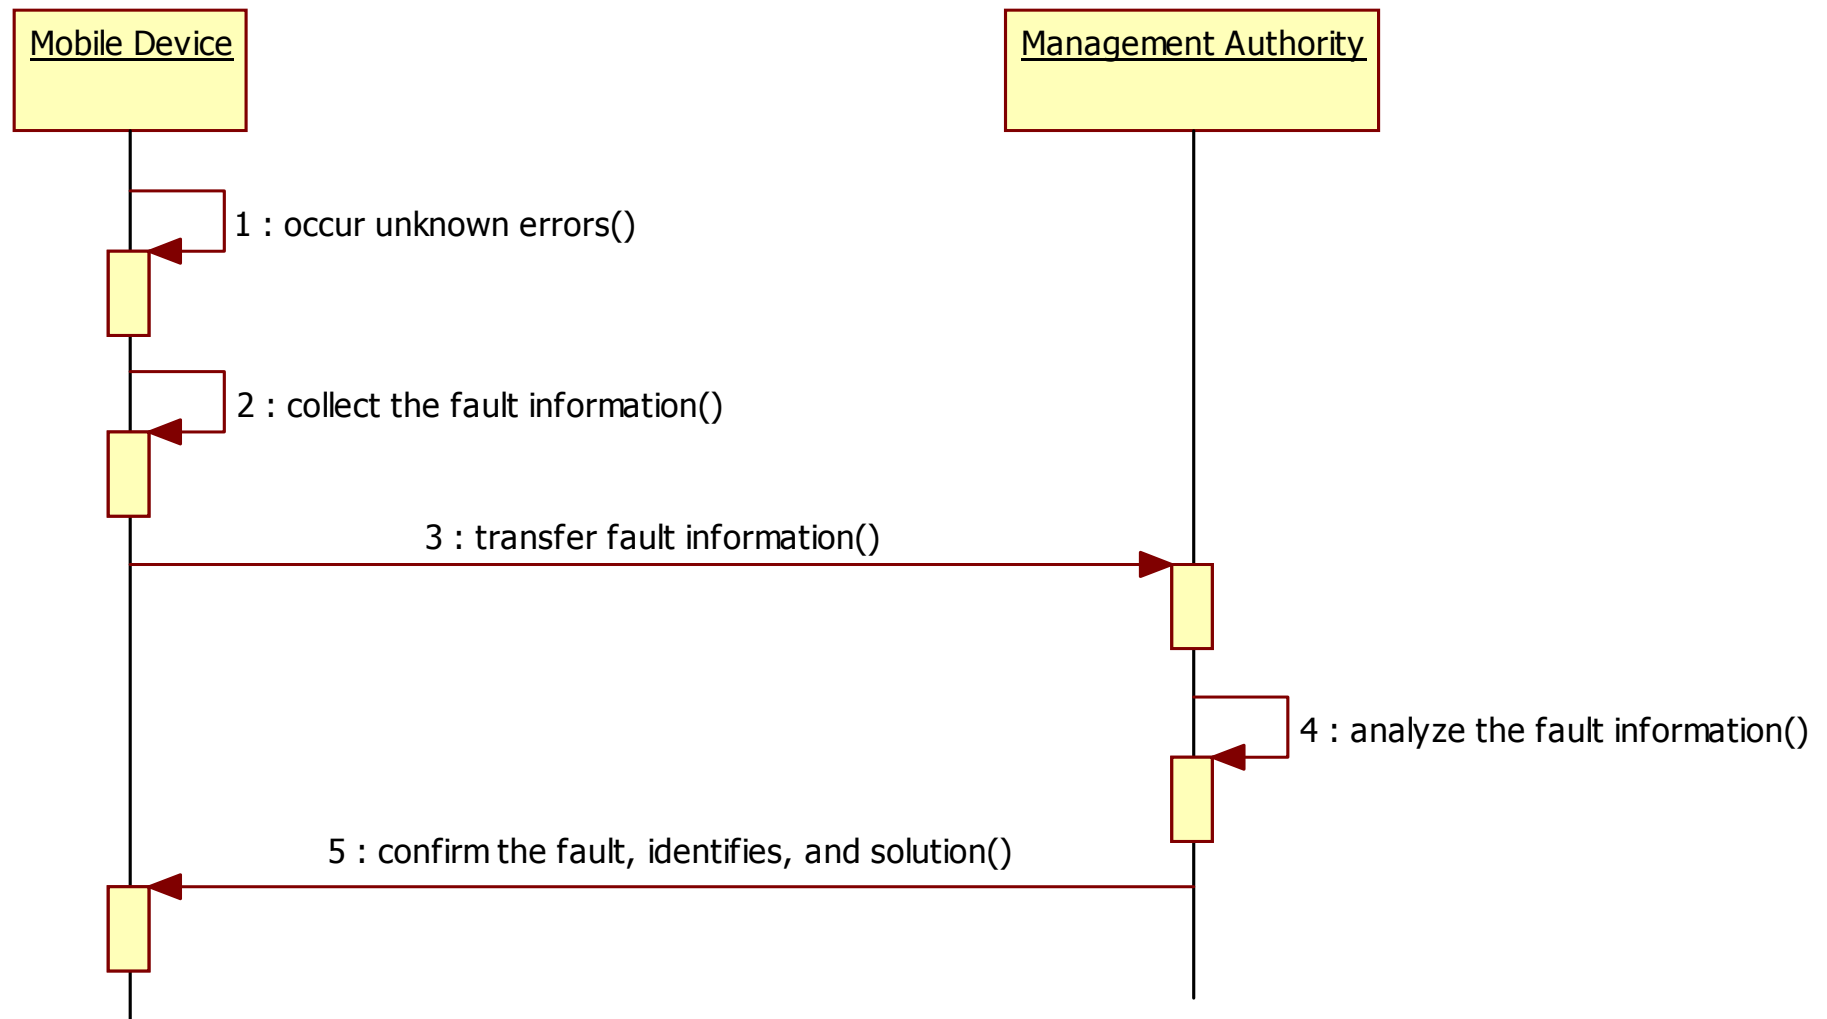 Mobile Device
Management Authority
1 : occur unknown errors()
2 : collect the fault information()
3 : transfer fault information()
4 : analyze the fault information()
5 : confirm the fault, identifies, and solution()